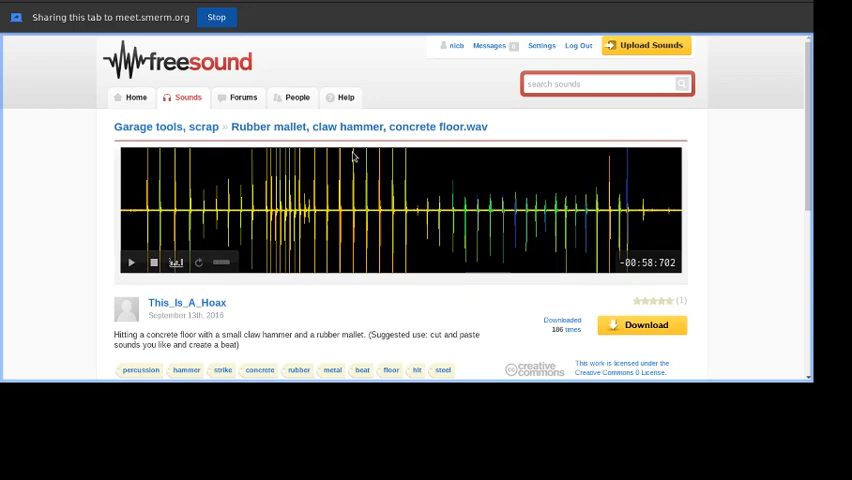 Sharing this tab to meet.smerm.org Stop
nicb Messages 0 Settings Log Out Upload Sounds
freesound
search sounds
Home Sounds Forums People Help
Garage tools, scrap » Rubber mallet, claw hammer, concrete floor.wav
-00:58:702
This_Is_A_Hoax
September 13th, 2016
(1)
Downloaded
186 times
Download
Hitting a concrete floor with a small claw hammer and a rubber mallet. (Suggested use: cut and paste
sounds you like and create a beat)
percussion hammer strike concrete rubber metal beat floor hit steel
creative commons
This work is licensed under the
Creative Commons 0 License.